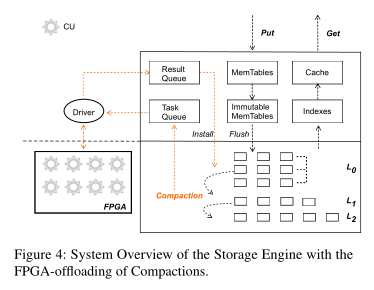 CU
Put
Get
Result
Queue
MemTables
Cache
Driver
Task
Queue
Immutable
MemTables
Indexes
Install
Flush
Compaction
FPGA
L0
L1
L2
Figure 4: System Overview of the Storage Engine with the
FPGA-offloading of Compactions.